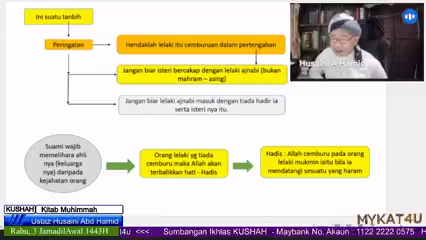 Ini suatu tanbih
Peringatan
Hendaklah lelaki itu cemburuan dalam pertengahan
Jangan biar isteri bercakap dengan lelaki ajnabi (bukan
mahram – asing)
Jangan biar lelaki ajnabi masuk dengan tiada hadir ia
serta isteri nya itu.
Suami wajib
memelihara ahli
nya (keluarga
nya) daripada
kejahatan orang
Orang lelaki yg tiada
cemburu maka Allah akan
terbalikkan hati - Hadis
Hadis : Allah cemburu pada orang
lelaki mukmin iaitu bila ia
mendatangi sesuatu yang haram
Husaini A Hamid
KUSHAH Kitab Muhimmah
Ustaz Husaini Abd Hamid
MYKAT4U
Rabu, 3 JamadilAwal 1443H
4u <<< Sumbangan Ikhlas KUSHAH - Maybank No. Akaun : 1122 2222 0575